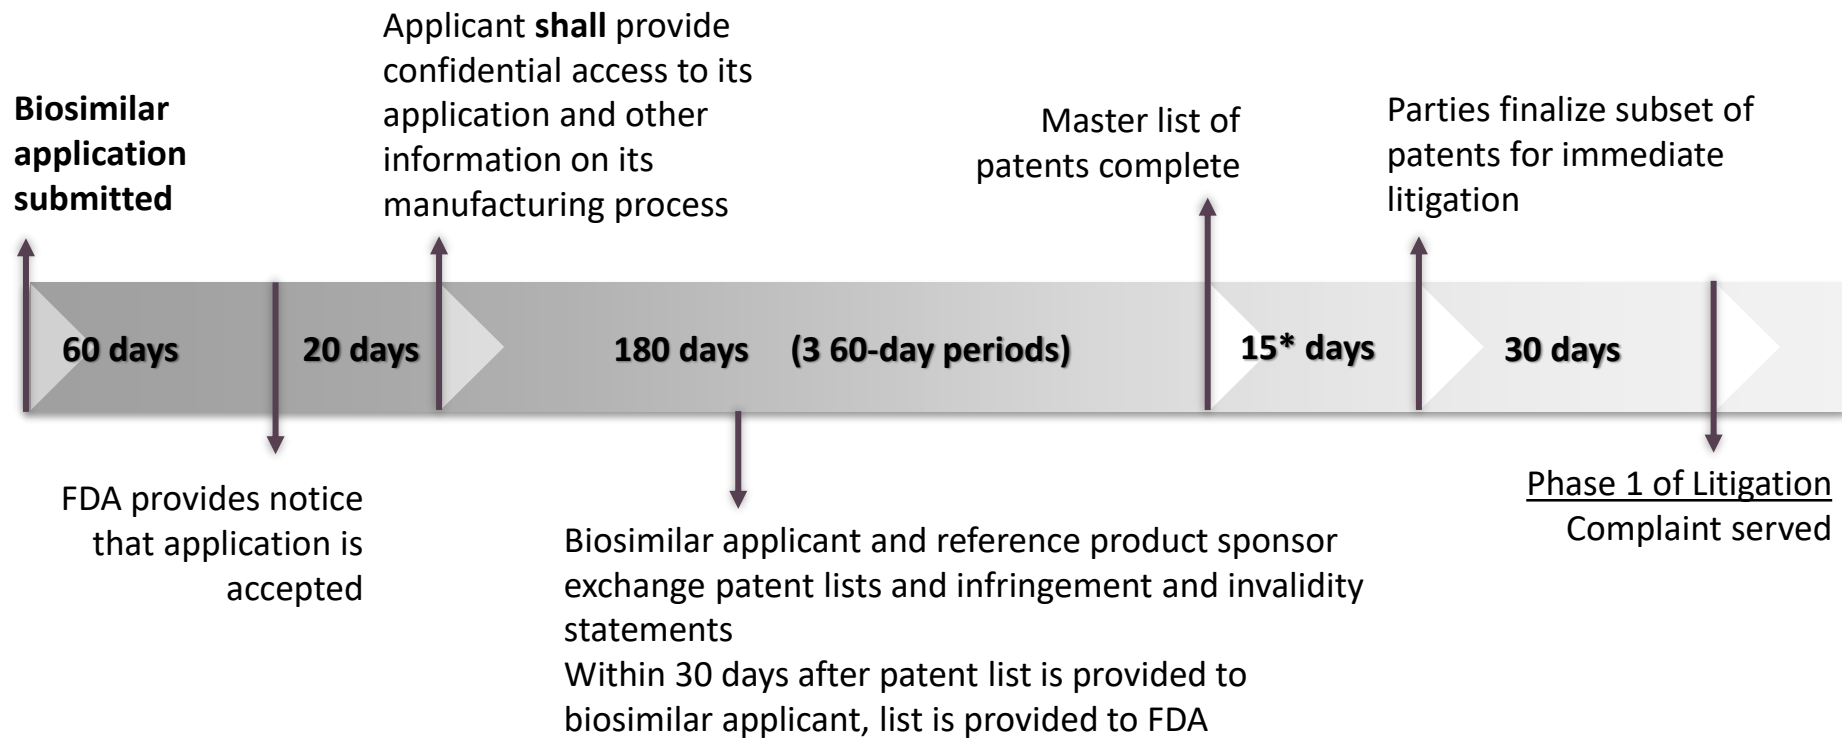 Biosimilar
application
submitted
Applicant shall provide
confidential access to its
application and other
information on its
manufacturing process
Master list of
patents complete
Parties finalize subset of
patents for immediate
litigation
60 days
20 days
180 days (3 60-day periods)
15* days
30 days
FDA provides notice
that application is
accepted
Biosimilar applicant and reference product sponsor
exchange patent lists and infringement and invalidity
statements
Within 30 days after patent list is provided to
biosimilar applicant, list is provided to FDA
Phase 1 of Litigation
Complaint served